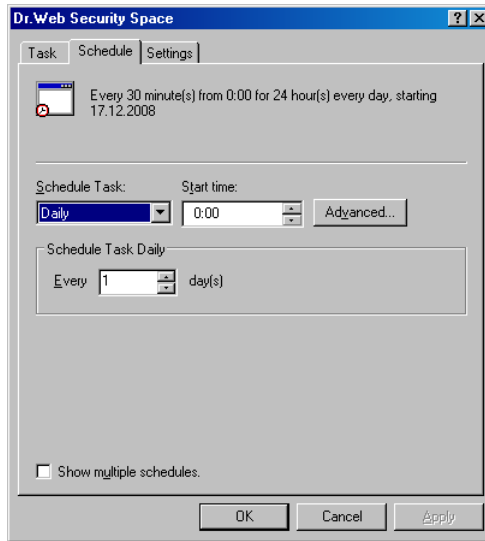 Dr.Web Security Space
Task Schedule Settings
Every 30 minute(s) from 0:00 for 24 hour(s) every day, starting
17.12.2008
Schedule Task: Start time:
Daily 0:00 Advanced...
Schedule Task Daily
Every 1 day(s)
Show multiple schedules.
OK Cancel Apply